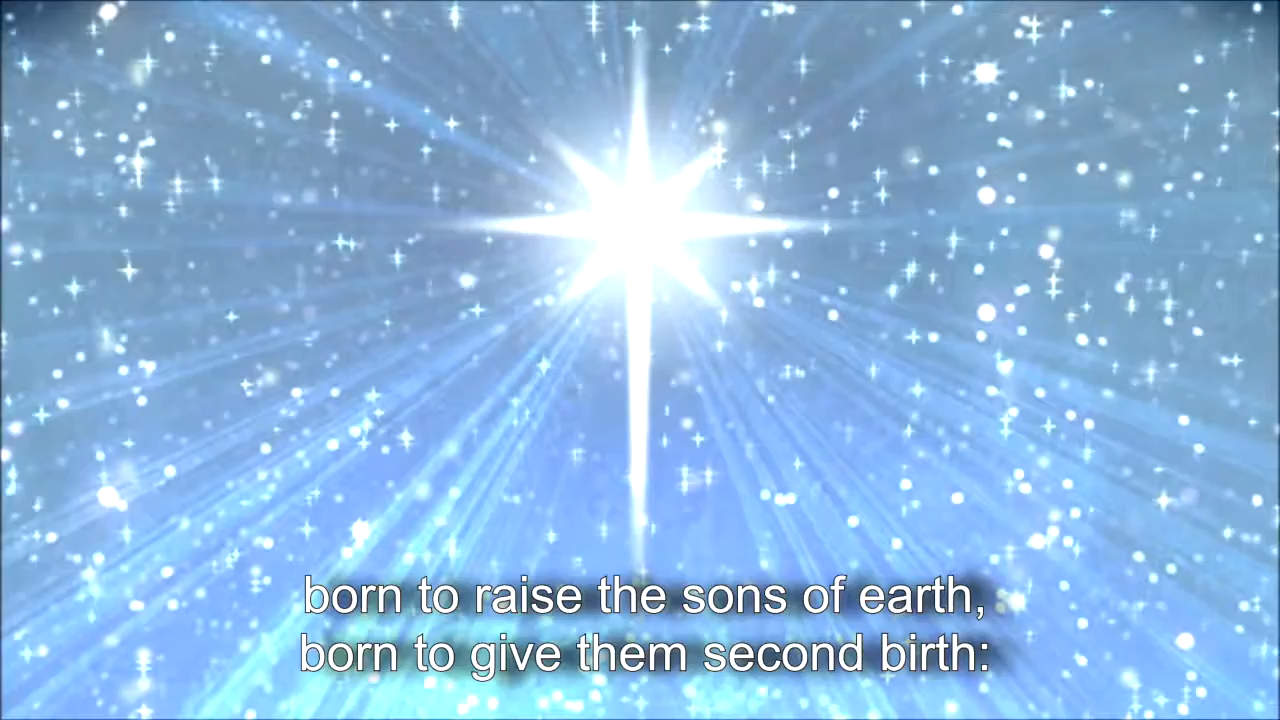 born to raise the sons of earth,
born to give them second birth: